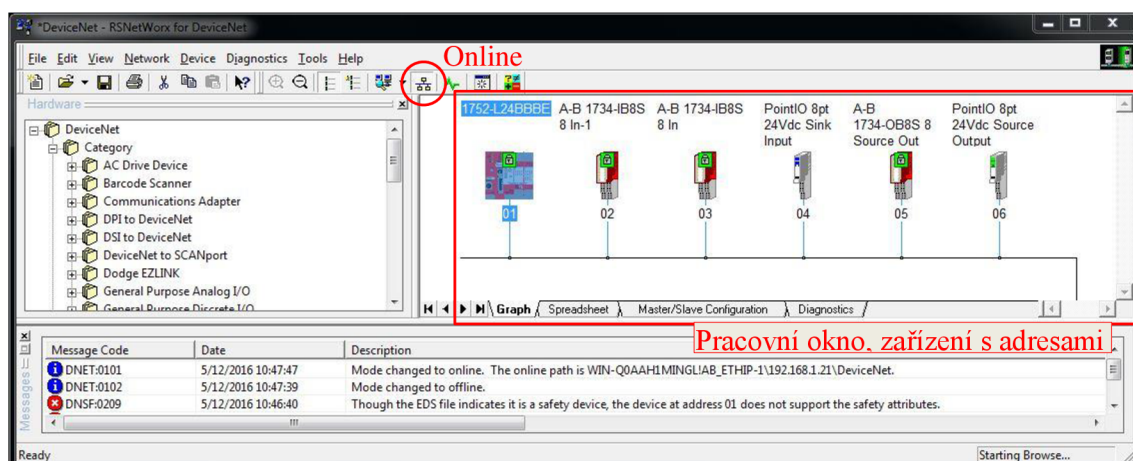 *DeviceNet - RSNetWorx for DeviceNet
File Edit View Network Device Diagnostics Tools Help
Online
Hardware
DeviceNet
Category
AC Drive Device
Barcode Scanner
Communications Adapter
DPI to DeviceNet
DSI to DeviceNet
DeviceNet to SCANport
Dodge EZLINK
General Purpose Analog I/O
General Purpose Discrete I/O
1752-L24BBBE A-B 1734-IB8S A-B 1734-IB8S PointIO 8pt A-B PointIO 8pt
8 In-1 8 In 24Vdc Sink 1734-OB8S 8 24Vdc Source
Input Source Out Output
01 02 03 04 05 06
Graph Spreadsheet Master/Slave Configuration Diagnostics
Pracovní okno, zařízení s adresami
Messages
Message Code Date Description
DNET:0101 5/12/2016 10:47:47 Mode changed to online. The online path is WIN-Q0AAH1MINGL!AB_ETHIP-1\192.168.1.21\DeviceNet.
DNET:0102 5/12/2016 10:47:39 Mode changed to offline.
DNSF:0209 5/12/2016 10:46:40 Though the EDS file indicates it is a safety device, the device at address 01 does not support the safety attributes.
Ready Starting Browse...